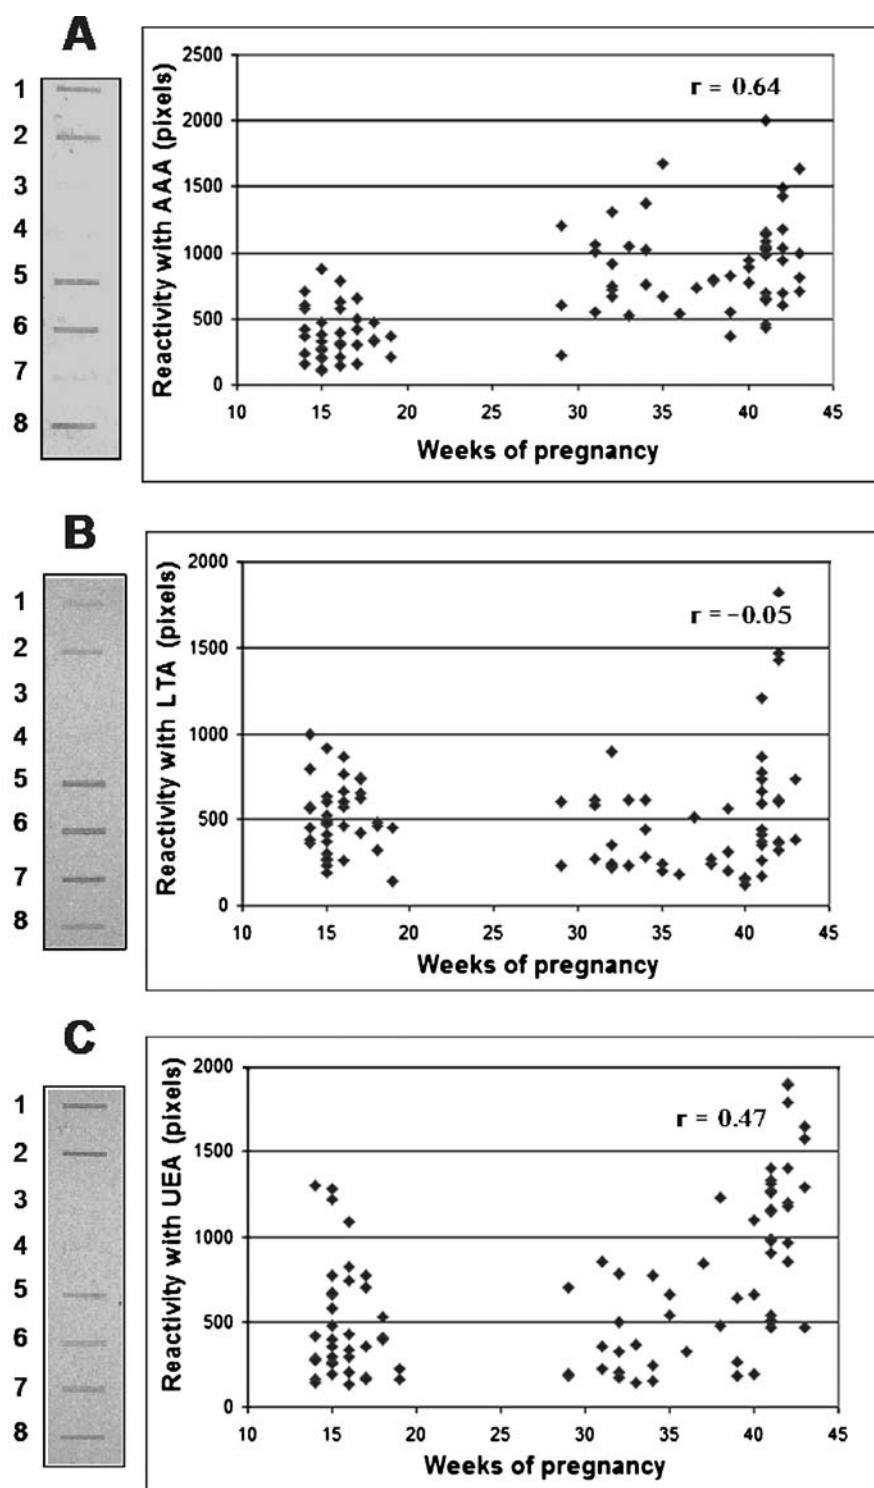 A
1
2
3
4
5
6
7
8
Reactivity with AAA (pixels)
2500
2000
1500
1000
500
0
r = 0.64
10 15 20 25 30 35 40 45
Weeks of pregnancy
B
1
2
3
4
5
6
7
8
Reactivity with LTA (pixels)
2000
1500
1000
500
0
r = -0.05
10 15 20 25 30 35 40 45
Weeks of pregnancy
C
1
2
3
4
5
6
7
8
Reactivity with UEA (pixels)
2000
1500
1000
500
0
r = 0.47
10 15 20 25 30 35 40 45
Weeks of pregnancy